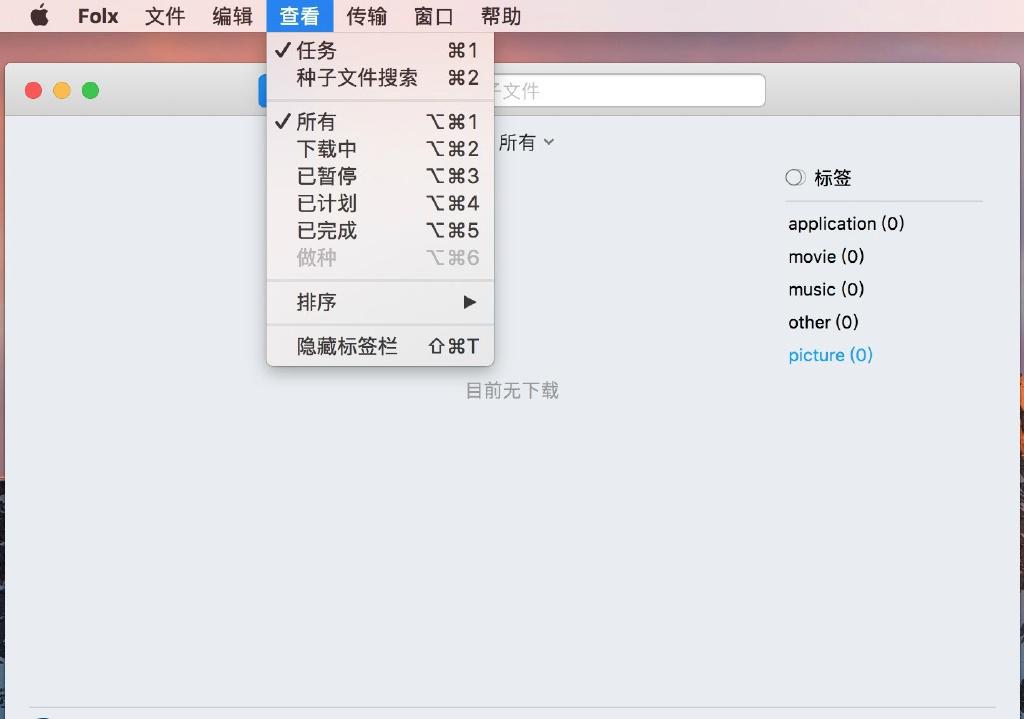 Folx 文件 编辑 查看 传输 窗口 帮助
✓任务 ⌘1
种子文件搜索 ⌘2
✓所有 ⌥⌘1
下载中 ⌥⌘2
已暂停 ⌥⌘3
已计划 ⌥⌘4
已完成 ⌥⌘5
做种 ⌥⌘6
排序 ▶
隐藏标签栏 ⇧⌘T
文件
所有
标签
application (0)
movie (0)
music (0)
other (0)
picture (0)
目前无下载